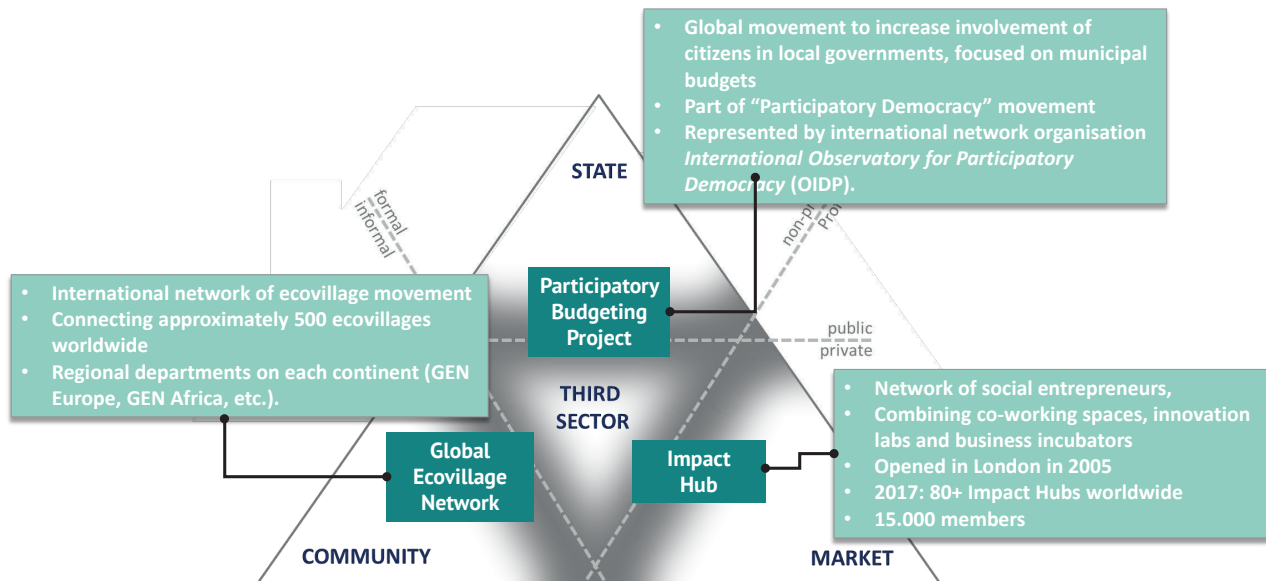 • Global movement to increase involvement of
citizens in local governments, focused on municipal
budgets
• Part of “Participatory Democracy” movement
• Represented by international network organisation
International Observatory for Participatory
Democracy (OIDP).
STATE
formal
informal
• International network of ecovillage movement
• Connecting approximately 500 ecovillages
worldwide
• Regional departments on each continent (GEN
Europe, GEN Africa, etc.).
Participatory
Budgeting
Project
public
private
THIRD
SECTOR
Global
Ecovillage
Network
Impact
Hub
• Network of social entrepreneurs,
• Combining co-working spaces, innovation
labs and business incubators
• Opened in London in 2005
• 2017: 80+ Impact Hubs worldwide
• 15.000 members
COMMUNITY
MARKET